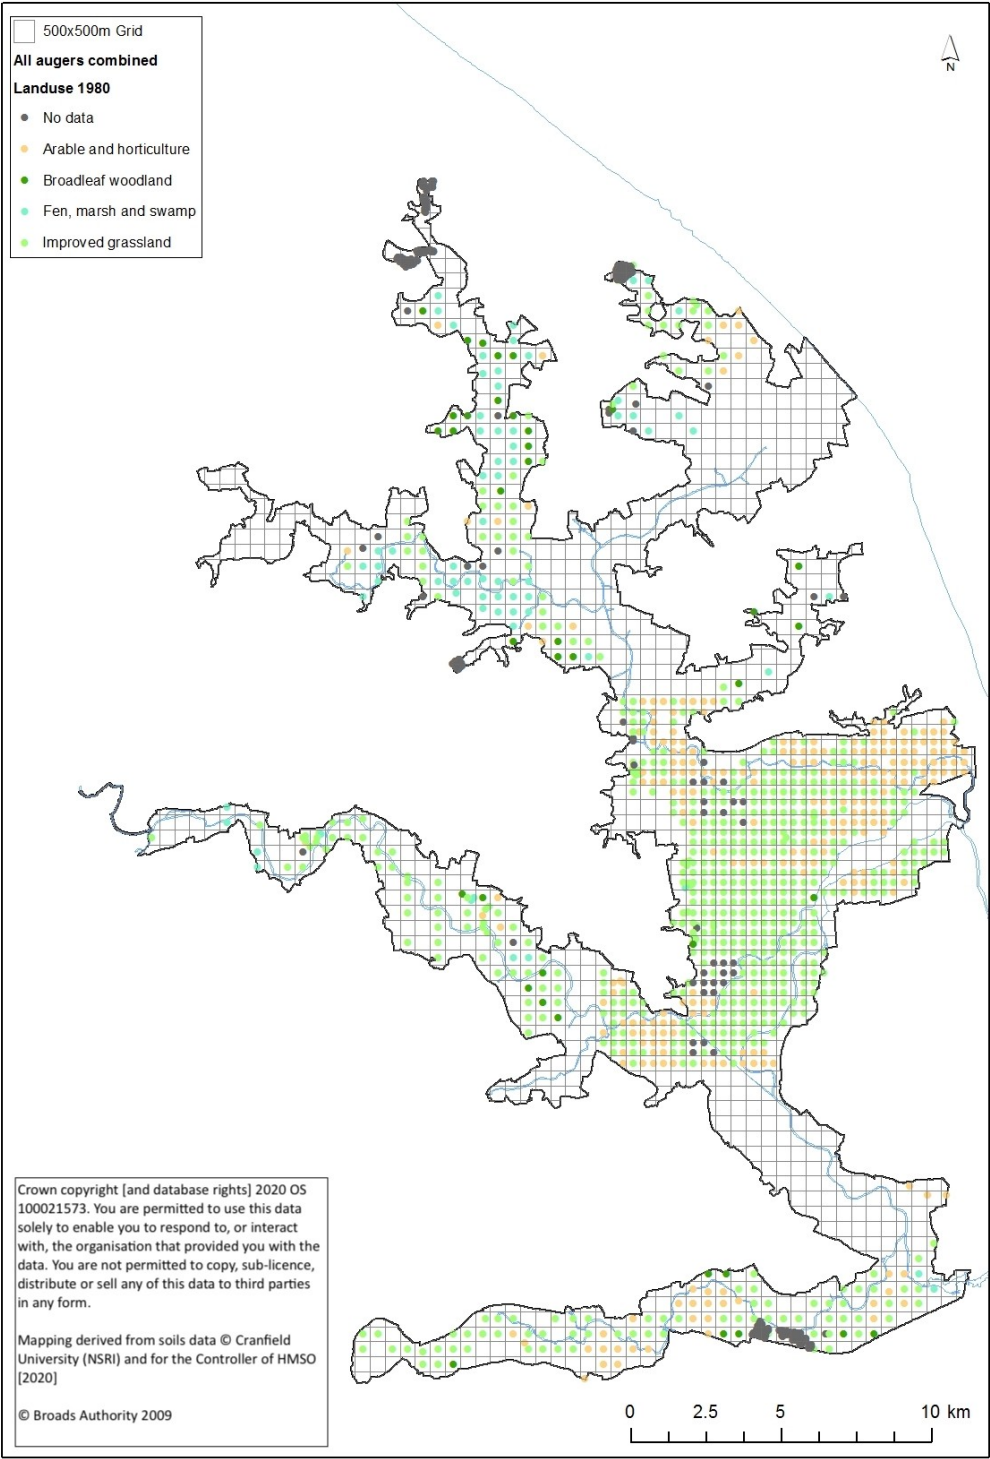 500x500m Grid
All augers combined
Landuse 1980
No data
Arable and horticulture
Broadleaf woodland
Fen, marsh and swamp
Improved grassland
N
Crown copyright [and database rights] 2020 OS
100021573. You are permitted to use this data
solely to enable you to respond to, or interact
with, the organisation that provided you with the
data. You are not permitted to copy, sub-licence,
distribute or sell any of this data to third parties
in any form.
Mapping derived from soils data © Cranfield
University (NSRI) and for the Controller of HMSO
[2020]
© Broads Authority 2009
0 2.5 5 10 km